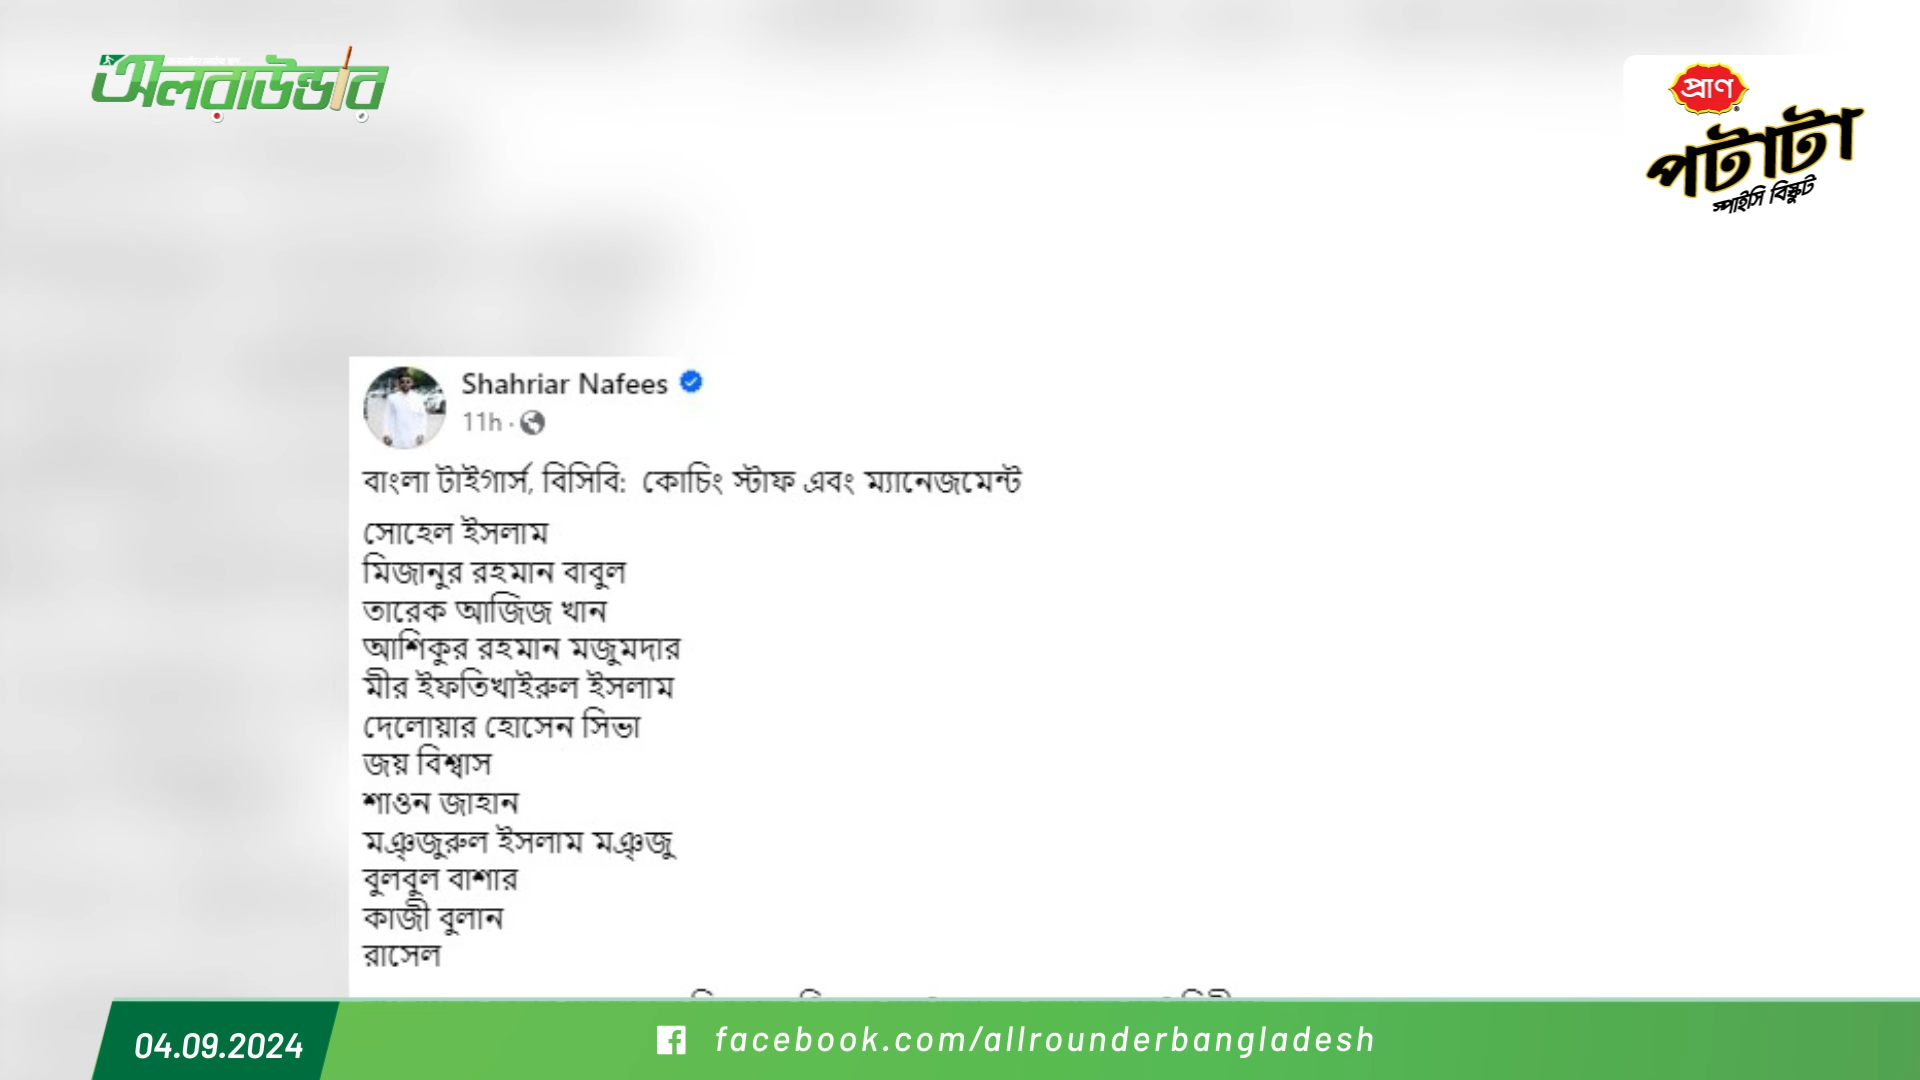 অলরাউন্ডার
প্রাণ
পটাটা
স্পাইসি বিস্কুট
Shahriar Nafees
11h
বাংলা টাইগার্স, বিসিবি: কোচিং স্টাফ এবং ম্যানেজমেন্ট
সোহেল ইসলাম
মিজানুর রহমান বাবুল
তারেক আজিজ খান
আশিকুর রহমান মজুমদার
মীর ইফতিখাইরুল ইসলাম
দেলোয়ার হোসেন সিভা
জয় বিশ্বাস
শাওন জাহান
মঞ্জুরুল ইসলাম মঞ্জু
বুলবুল বাশার
কাজী বুলান
রাসেল
04.09.2024
facebook.com/allrounderbangladesh